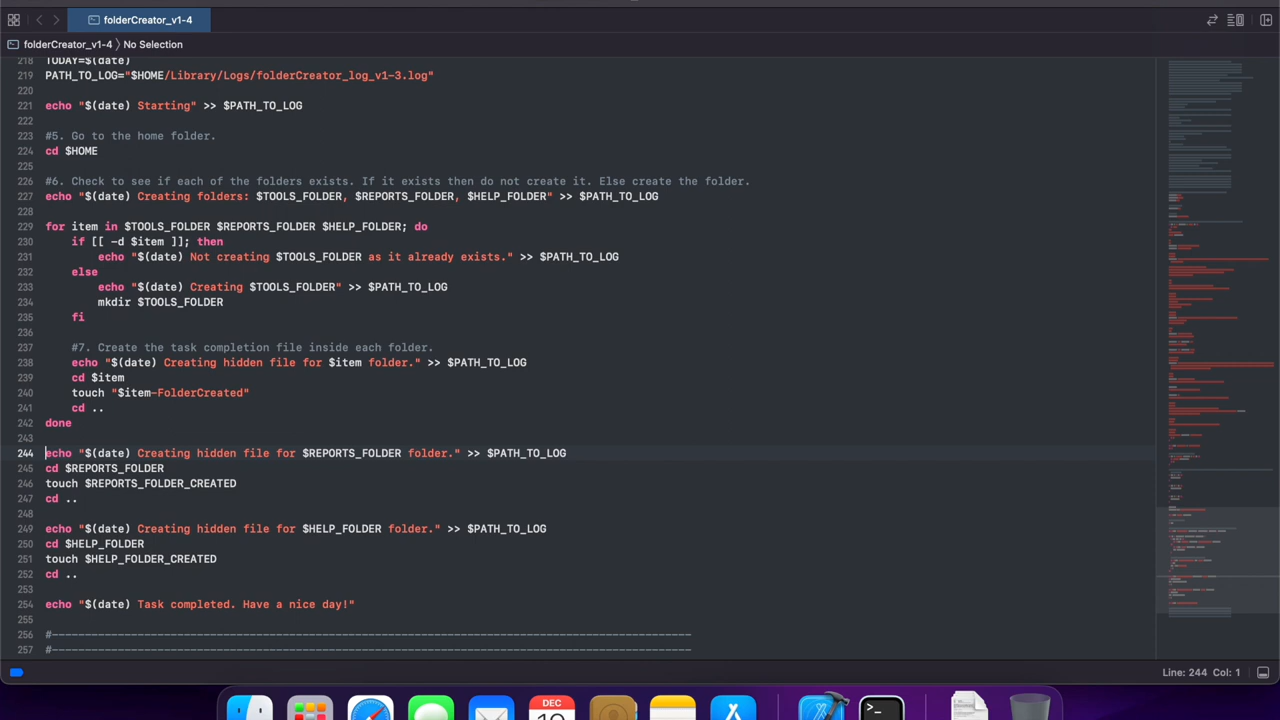 folderCreator_v1-4
folderCreator_v1-4 〉 No Selection
218 TODAY=$(date)
219 PATH_TO_LOG="$HOME/Library/Logs/folderCreator_log_v1-3.log"
220
221 echo "$(date) Starting" >> $PATH_TO_LOG
222
223 #5. Go to the home folder.
224 cd $HOME
225
226 #6. Check to see if each of the folders exists. If it exists then do not create it. Else create the folder.
227 echo "$(date) Creating folders: $TOOLS_FOLDER, $REPORTS_FOLDER, $HELP_FOLDER" >> $PATH_TO_LOG
228
229 for item in $TOOLS_FOLDER $REPORTS_FOLDER $HELP_FOLDER; do
230     if [[ -d $item ]]; then
231         echo "$(date) Not creating $TOOLS_FOLDER as it already exists." >> $PATH_TO_LOG
232     else
233         echo "$(date) Creating $TOOLS_FOLDER" >> $PATH_TO_LOG
234         mkdir $TOOLS_FOLDER
235     fi
236
237     #7. Create the task completion file inside each folder.
238     echo "$(date) Creating hidden file for $item folder." >> $PATH_TO_LOG
239     cd $item
240     touch "$item-FolderCreated"
241     cd ..
242 done
243
244 echo "$(date) Creating hidden file for $REPORTS_FOLDER folder." >> $PATH_TO_LOG
245 cd $REPORTS_FOLDER
246 touch $REPORTS_FOLDER_CREATED
247 cd ..
248
249 echo "$(date) Creating hidden file for $HELP_FOLDER folder." >> $PATH_TO_LOG
250 cd $HELP_FOLDER
251 touch $HELP_FOLDER_CREATED
252 cd ..
253
254 echo "$(date) Task completed. Have a nice day!"
255
256 #-------------------------------------------------------------------------------------------------
257 #-------------------------------------------------------------------------------------------------
Line: 244 Col: 1
DEC
>_